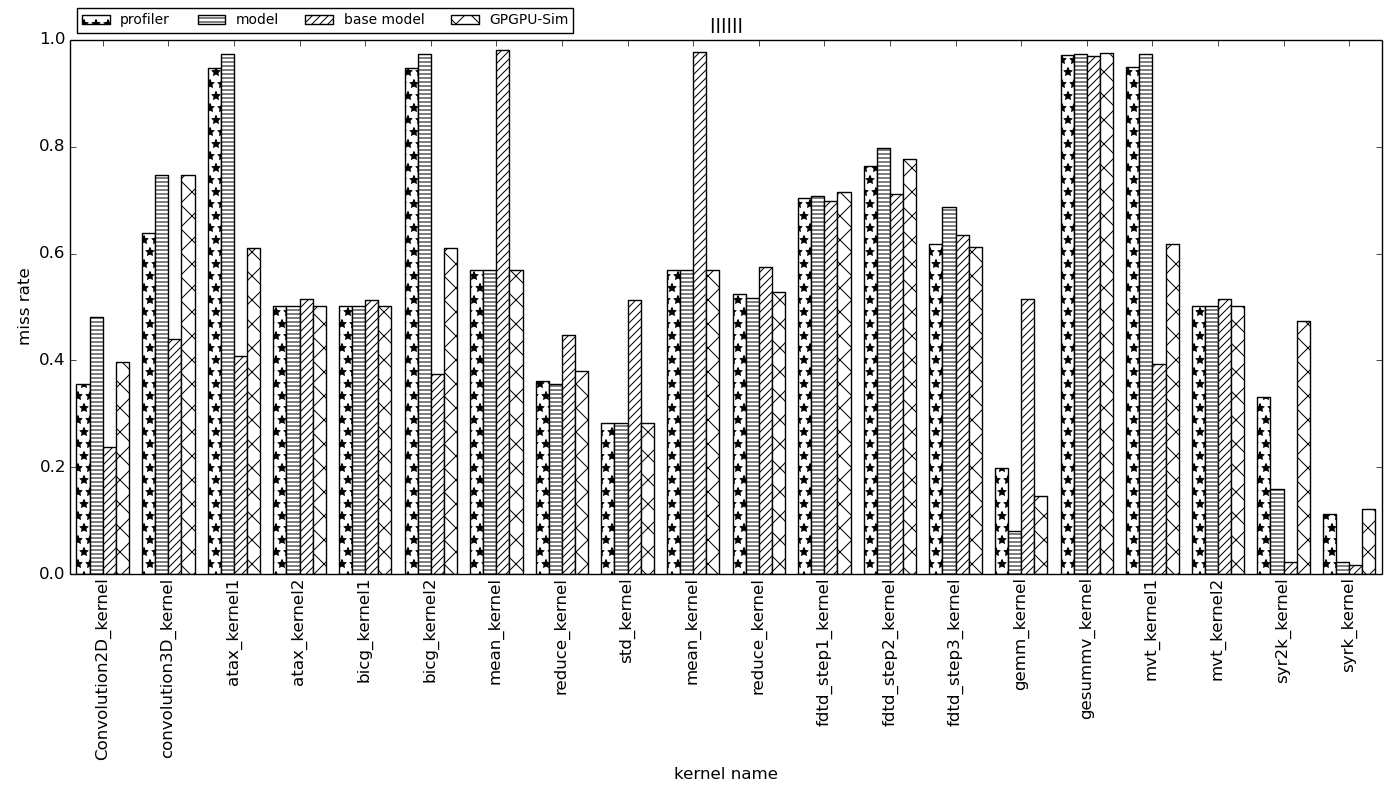 profiler model base model GPGPU-Sim
llllll
1.0
0.8
0.6
0.4
0.2
0.0
miss rate
Convolution2D_kernel
convolution3D_kernel
atax_kernel1
atax_kernel2
bicg_kernel1
bicg_kernel2
mean_kernel
reduce_kernel
std_kernel
mean_kernel
reduce_kernel
fdtd_step1_kernel
fdtd_step2_kernel
fdtd_step3_kernel
gemm_kernel
gesummv_kernel
mvt_kernel1
mvt_kernel2
syr2k_kernel
syrk_kernel
kernel name